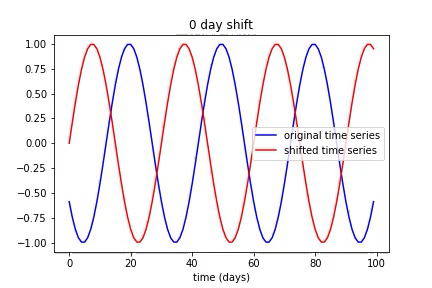 0 day shift
1.00
0.75
0.50
0.25
0.00
−0.25
−0.50
−0.75
−1.00
original time series
shifted time series
0 20 40 60 80 100
time (days)